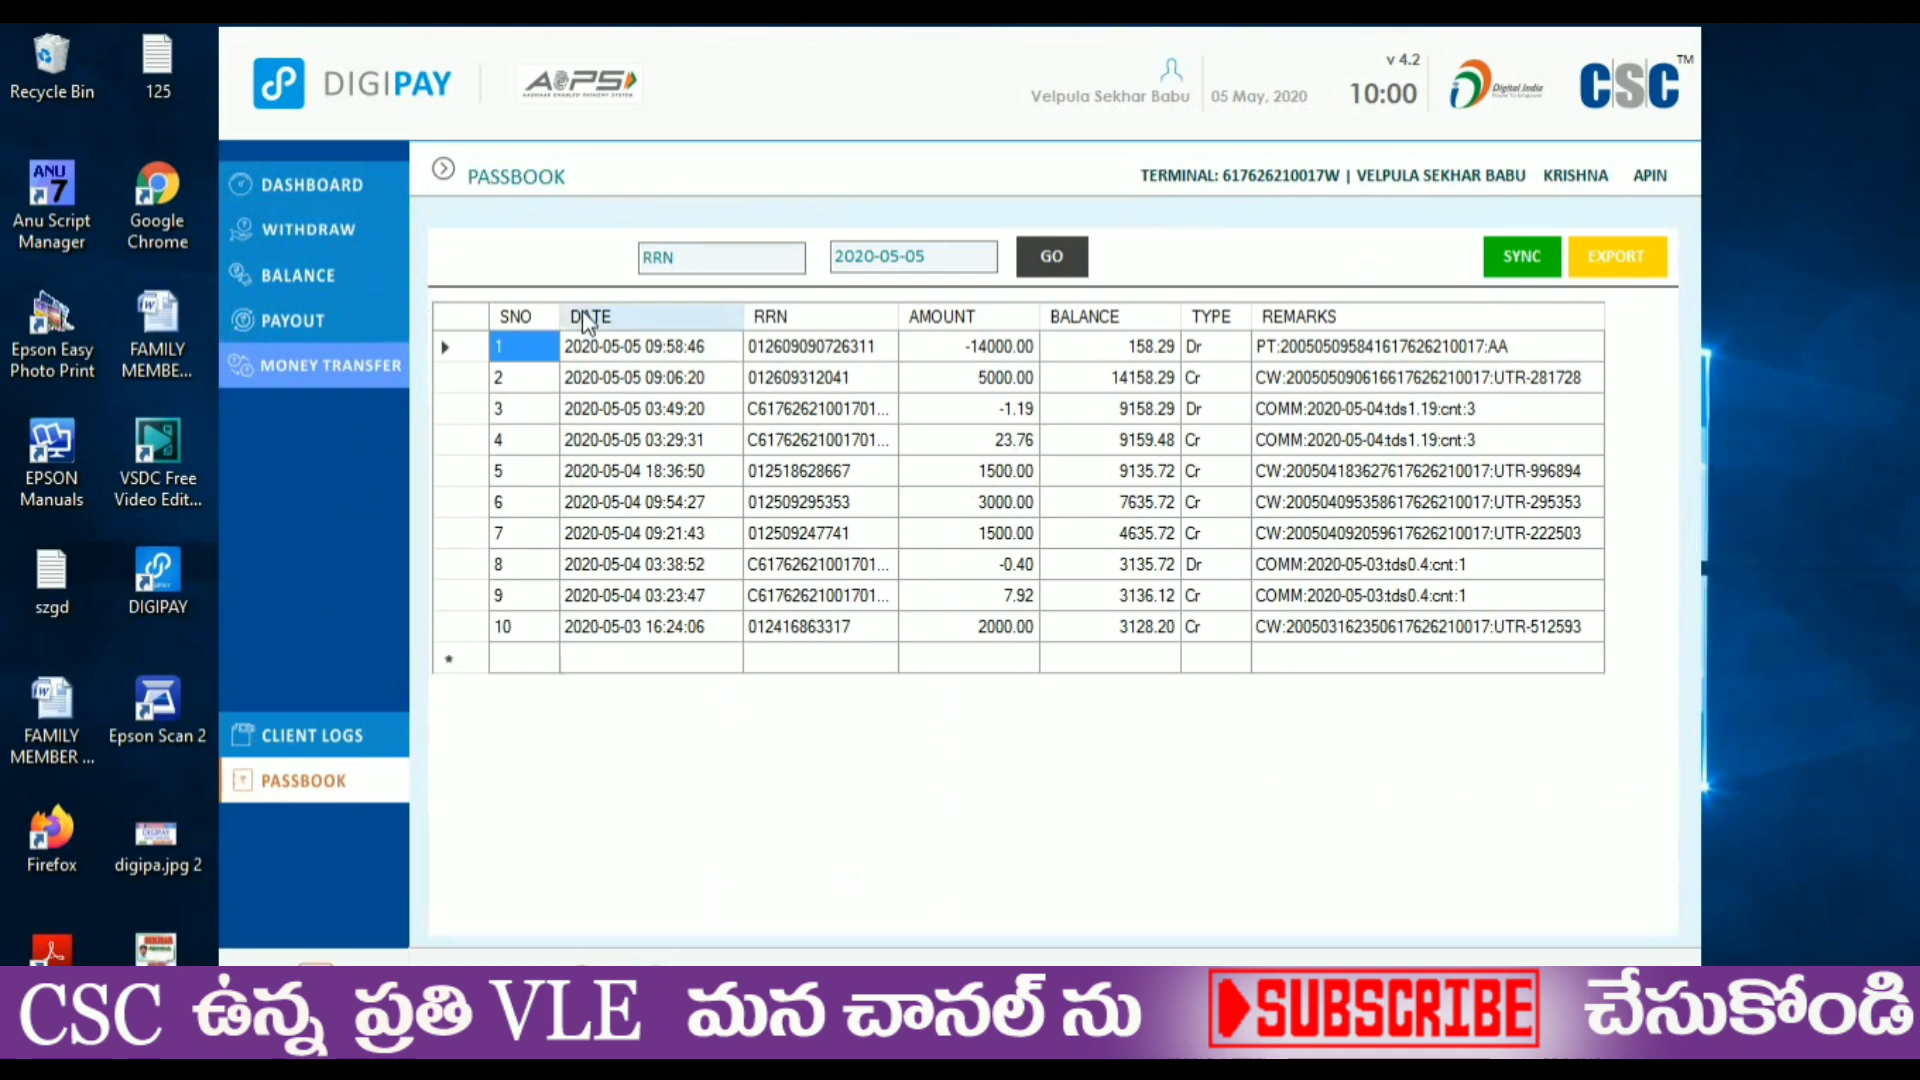 Recycle Bin
125
Anu Script Manager
Google Chrome
Epson Easy Photo Print
FAMILY MEMBE...
EPSON Manuals
VSDC Free Video Edit...
szgd
DIGIPAY
FAMILY MEMBER ...
Epson Scan 2
Firefox
digipa.jpg 2
DIGIPAY
AePS
AADHAAR ENABLED PAYMENT SYSTEM
Velpula Sekhar Babu
05 May, 2020
v 4.2
10:00
Digital India
CSC™
DASHBOARD
WITHDRAW
BALANCE
PAYOUT
MONEY TRANSFER
CLIENT LOGS
PASSBOOK
PASSBOOK
TERMINAL: 617626210017W | VELPULA SEKHAR BABU KRISHNA APIN
RRN 2020-05-05 GO SYNC EXPORT
SNO DATE RRN AMOUNT BALANCE TYPE REMARKS
1 2020-05-05 09:58:46 012609090726311 -14000.00 158.29 Dr PT:200505095841617626210017:AA
2 2020-05-05 09:06:20 012609312041 5000.00 14158.29 Cr CW:200505090616617626210017:UTR-281728
3 2020-05-05 03:49:20 C61762621001701... -1.19 9158.29 Dr COMM:2020-05-04:tds1.19:cnt:3
4 2020-05-05 03:29:31 C61762621001701... 23.76 9159.48 Cr COMM:2020-05-04:tds1.19:cnt:3
5 2020-05-04 18:36:50 012518628667 1500.00 9135.72 Cr CW:200504183627617626210017:UTR-996894
6 2020-05-04 09:54:27 012509295353 3000.00 7635.72 Cr CW:200504095358617626210017:UTR-295353
7 2020-05-04 09:21:43 012509247741 1500.00 4635.72 Cr CW:200504092059617626210017:UTR-222503
8 2020-05-04 03:38:52 C61762621001701... -0.40 3135.72 Dr COMM:2020-05-03:tds0.4:cnt:1
9 2020-05-04 03:23:47 C61762621001701... 7.92 3136.12 Cr COMM:2020-05-03:tds0.4:cnt:1
10 2020-05-03 16:24:06 012416863317 2000.00 3128.20 Cr CW:200503162350617626210017:UTR-512593
CSC ఉన్న ప్రతి VLE మన చానల్ ను SUBSCRIBE చేసుకోండి